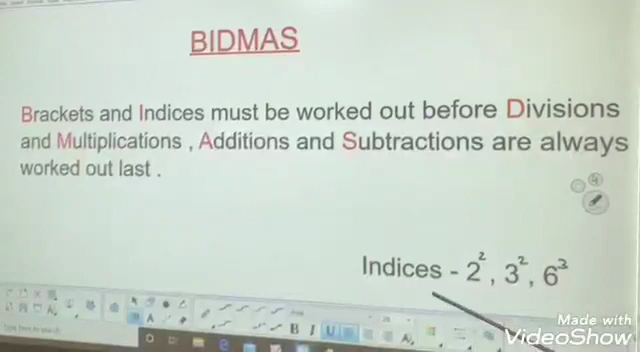 BIDMAS
Brackets and Indices must be worked out before Divisions
and Multiplications , Additions and Subtractions are always
worked out last .
Indices - 2², 3², 6³
B I U
Made with
VideoShow